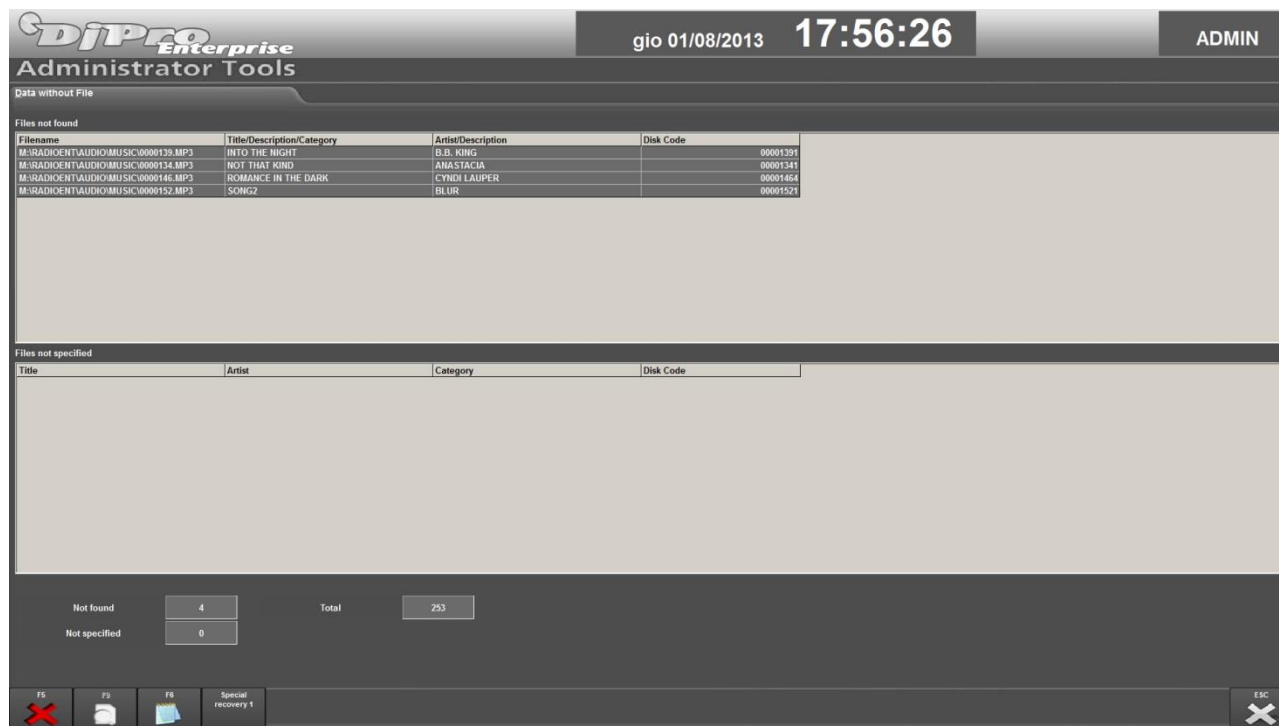 DJPro
Enterprise
gio 01/08/2013 17:56:26 ADMIN
Administrator Tools
Data without File
Files not found
Filename Title/Description/Category Artist/Description Disk Code
M:\RADIOENT\AUDIO\MUSIC\0000139.MP3 INTO THE NIGHT B.B. KING 00001391
M:\RADIOENT\AUDIO\MUSIC\0000134.MP3 NOT THAT KIND ANASTACIA 00001341
M:\RADIOENT\AUDIO\MUSIC\0000146.MP3 ROMANCE IN THE DARK CYNDI LAUPER 00001464
M:\RADIOENT\AUDIO\MUSIC\0000152.MP3 SONG2 BLUR 00001521
Files not specified
Title Artist Category Disk Code
Not found 4 Total 253
Not specified 0
F5 F9 F6 Special recovery 1 ESC